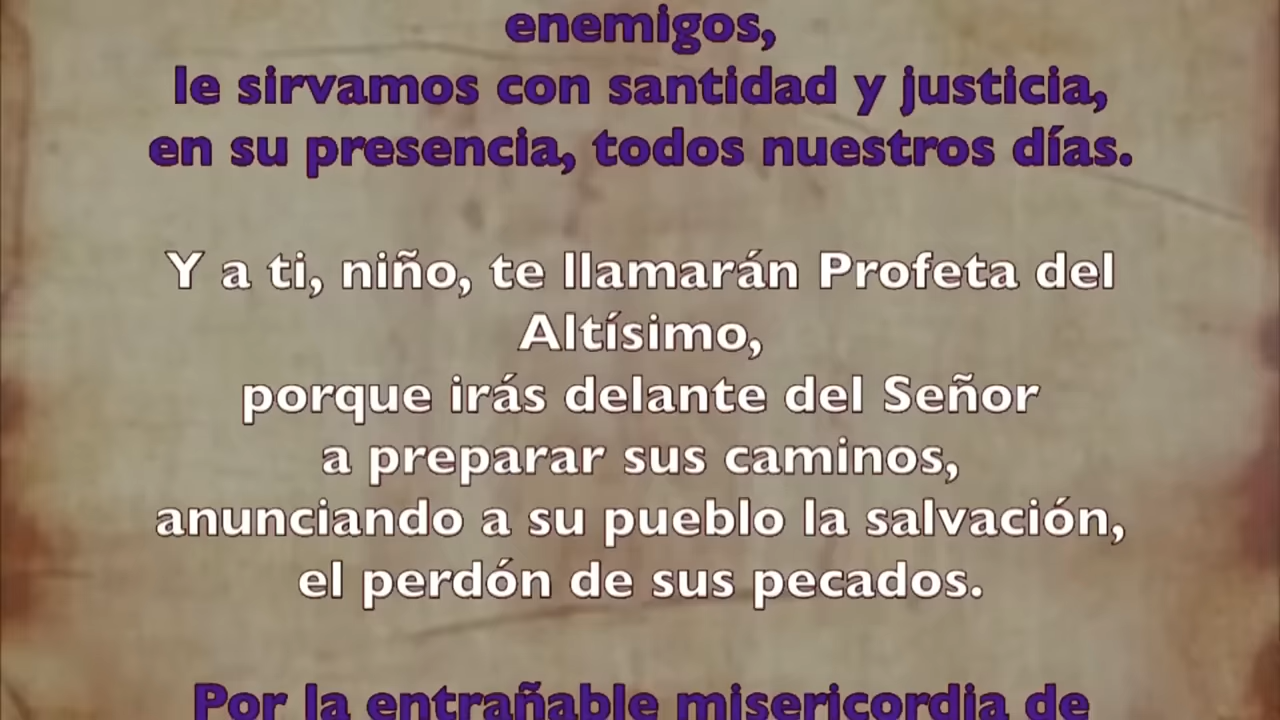 enemigos,
le sirvamos con santidad y justicia,
en su presencia, todos nuestros días.
Y a ti, niño, te llamarán Profeta del
Altísimo,
porque irás delante del Señor
a preparar sus caminos,
anunciando a su pueblo la salvación,
el perdón de sus pecados.
Por la entrañable misericordia de